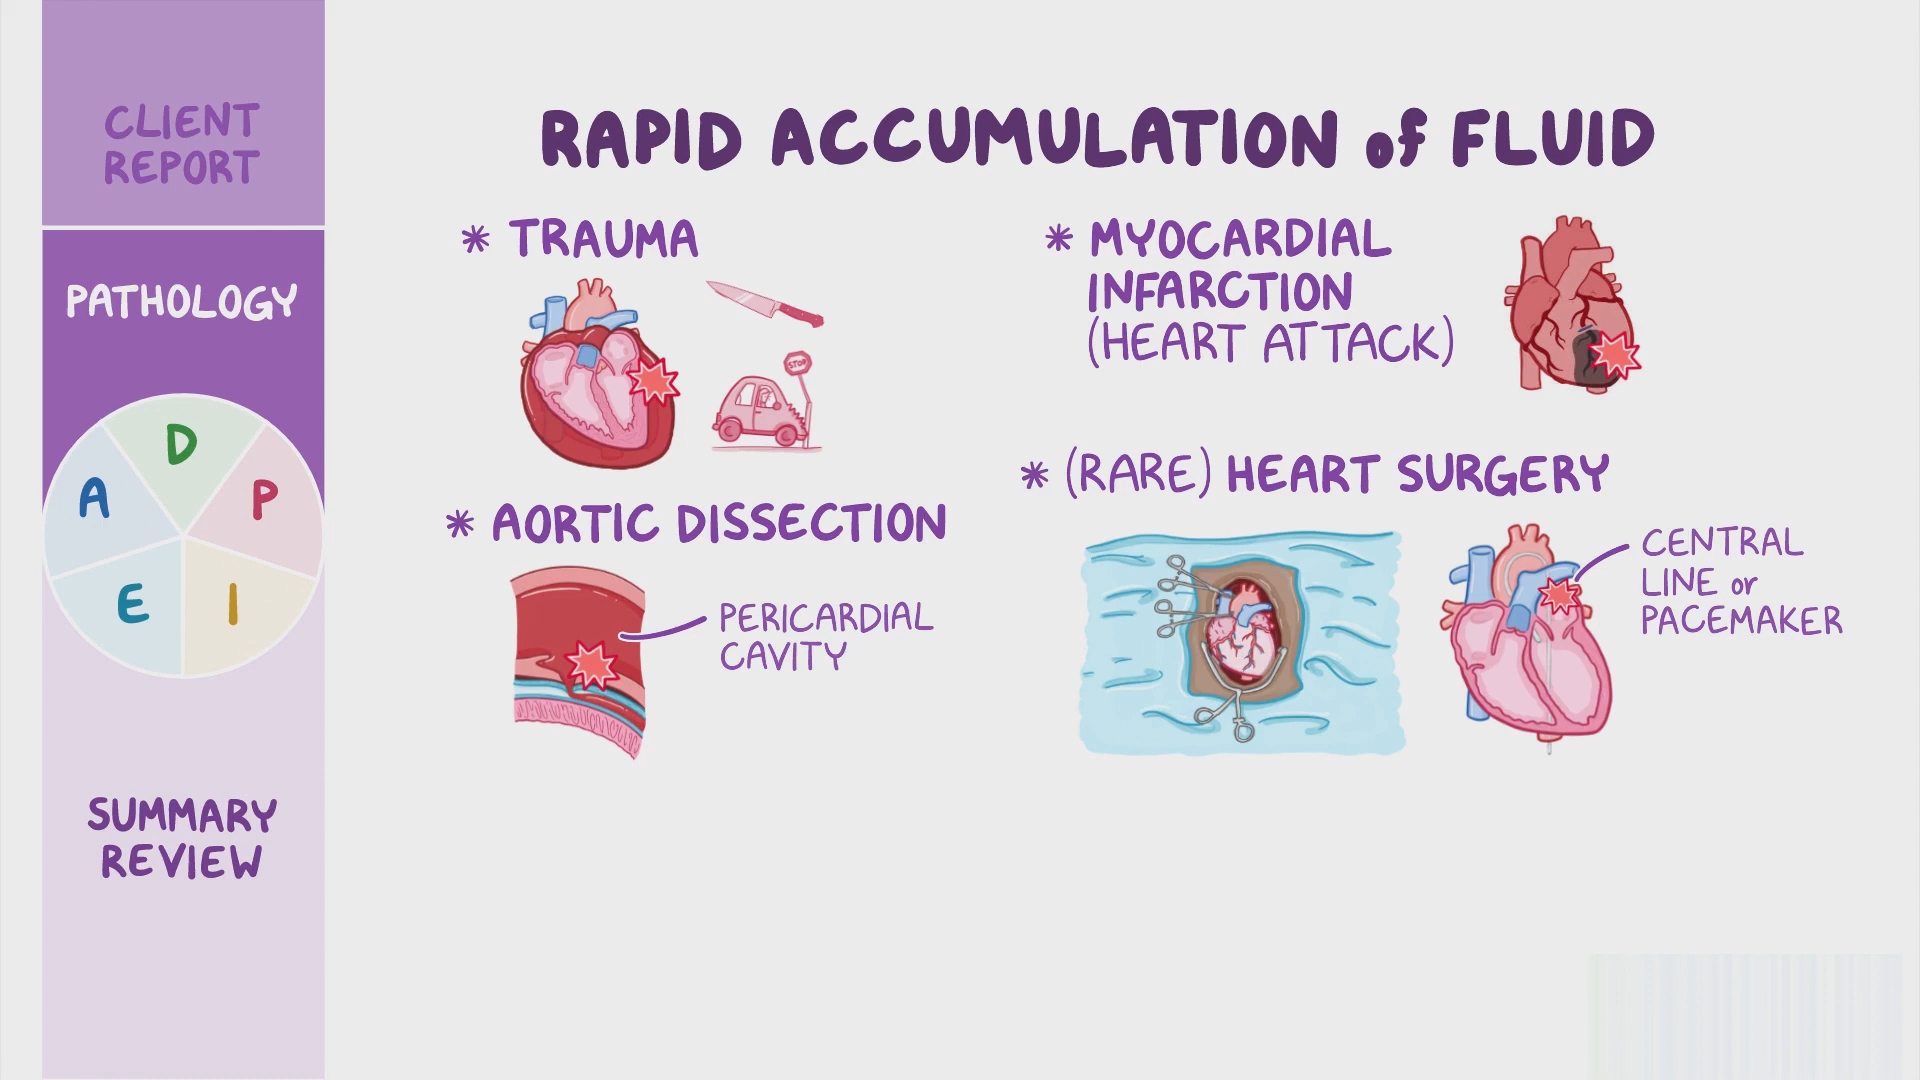 CLIENT
REPORT
PATHOLOGY
A
D
P
E
I
SUMMARY
REVIEW
RAPID ACCUMULATION of FLUID
* TRAUMA
STOP
* AORTIC DISSECTION
PERICARDIAL
CAVITY
* MYOCARDIAL
INFARCTION
(HEART ATTACK)
* (RARE) HEART SURGERY
CENTRAL
LINE or
PACEMAKER